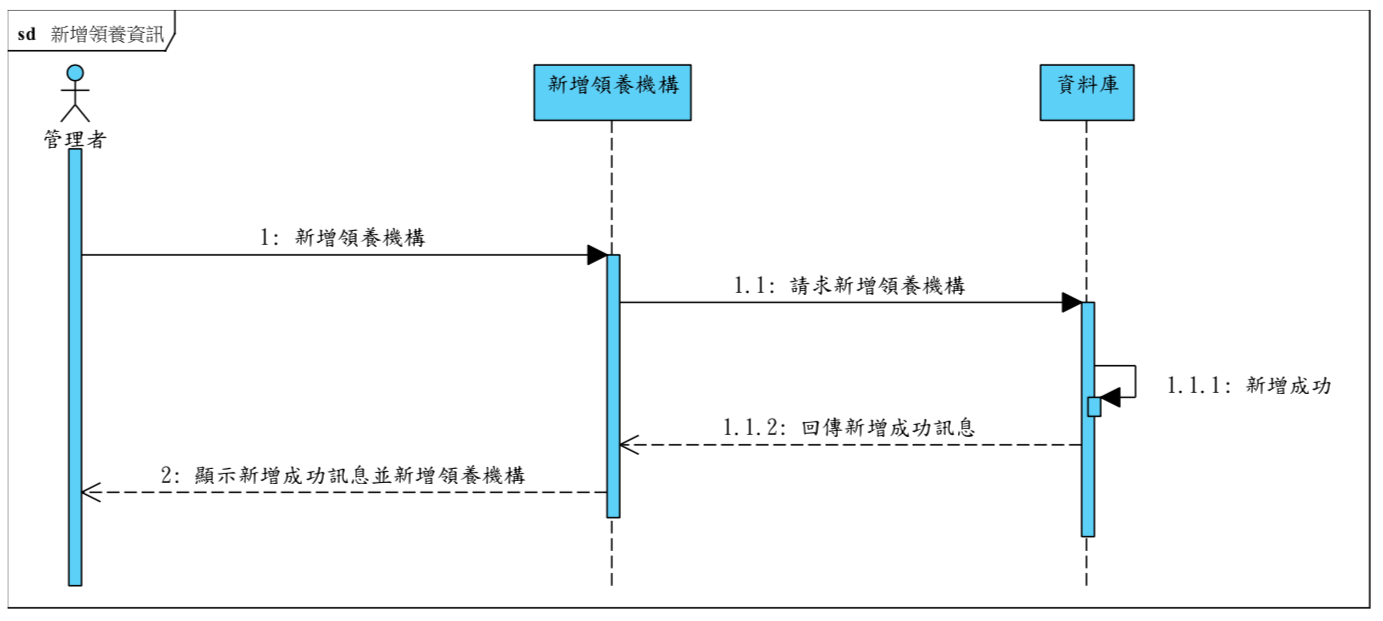 sd 新增領養資訊
管理者
新增領養機構
資料庫
1: 新增領養機構
1.1: 請求新增領養機構
1.1.1: 新增成功
1.1.2: 回傳新增成功訊息
2: 顯示新增成功訊息並新增領養機構